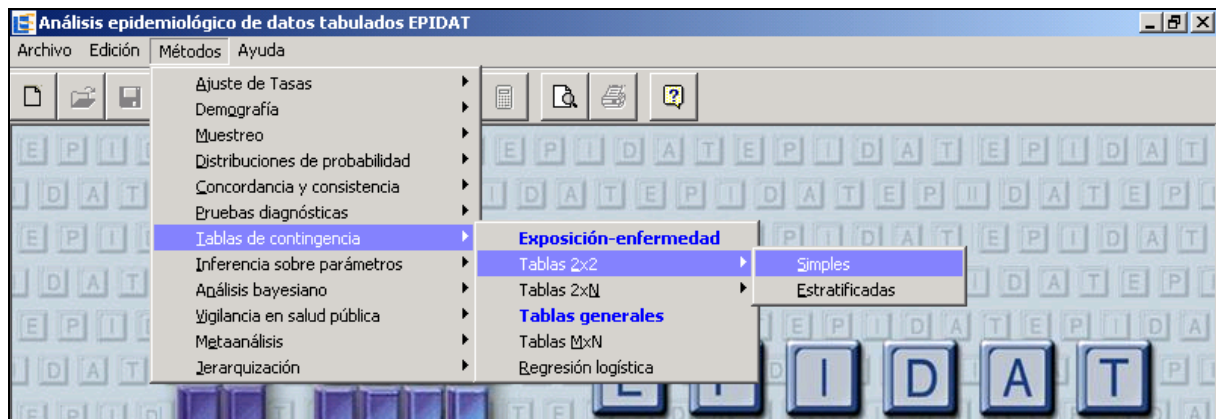 Análisis epidemiológico de datos tabulados EPIDAT
Archivo Edición Métodos Ayuda
Ajuste de Tasas
Demografía
Muestreo
Distribuciones de probabilidad
Concordancia y consistencia
Pruebas diagnósticas
Tablas de contingencia
Inferencia sobre parámetros
Análisis bayesiano
Vigilancia en salud pública
Metaanálisis
Jerarquización
Exposición-enfermedad
Tablas 2x2
Tablas 2xN
Tablas generales
Tablas MxN
Regresión logística
Simples
Estratificadas
E P I D A T